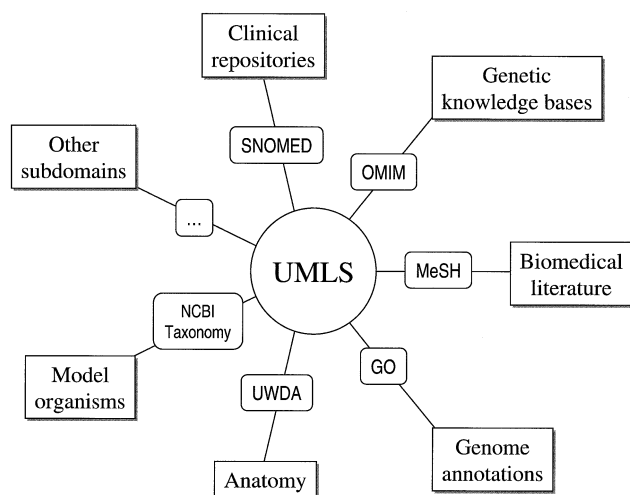 Clinical
repositories
Genetic
knowledge bases
SNOMED
Other
subdomains
OMIM
...
UMLS
MeSH
Biomedical
literature
NCBI
Taxonomy
GO
Model
organisms
UWDA
Genome
annotations
Anatomy